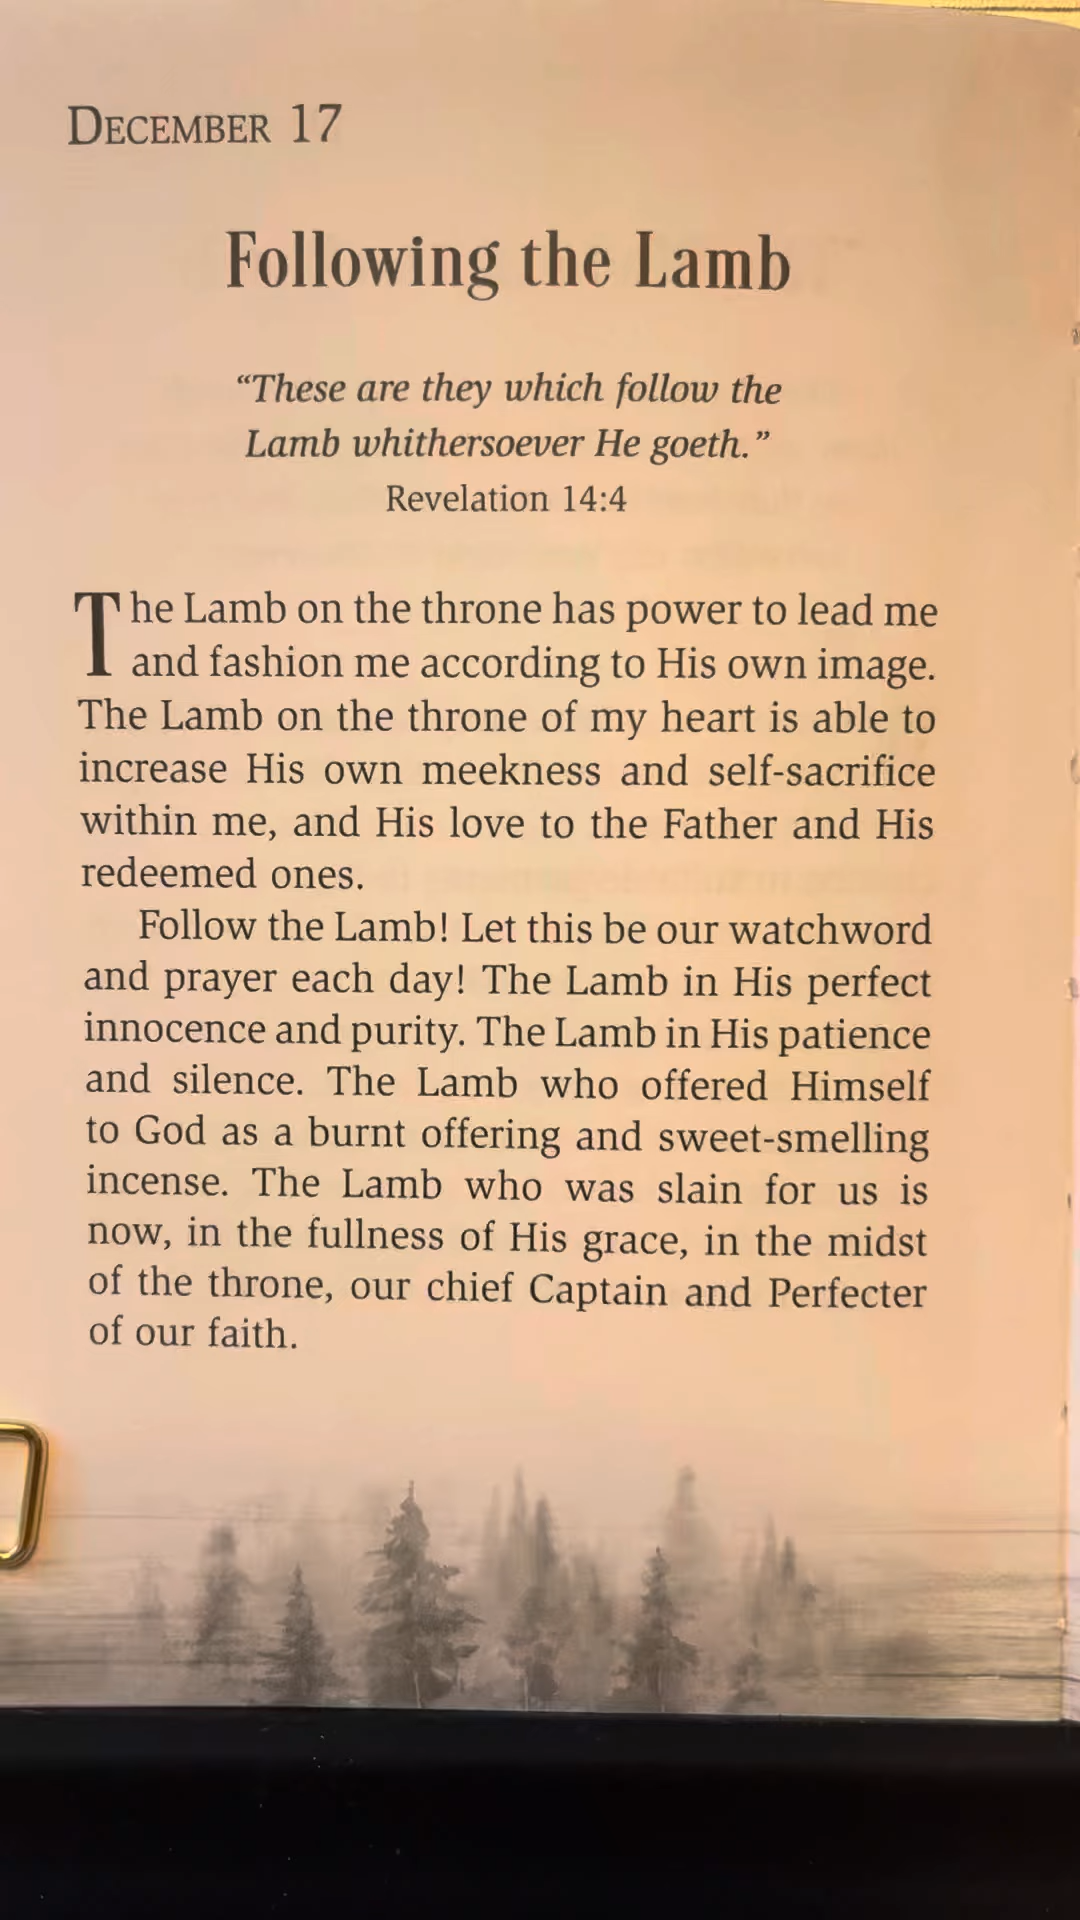 DECEMBER 17
Following the Lamb
“These are they which follow the
Lamb whithersoever He goeth.”
Revelation 14:4
The Lamb on the throne has power to lead me
and fashion me according to His own image.
The Lamb on the throne of my heart is able to
increase His own meekness and self-sacrifice
within me, and His love to the Father and His
redeemed ones.
Follow the Lamb! Let this be our watchword
and prayer each day! The Lamb in His perfect
innocence and purity. The Lamb in His patience
and silence. The Lamb who offered Himself
to God as a burnt offering and sweet-smelling
incense. The Lamb who was slain for us is
now, in the fullness of His grace, in the midst
of the throne, our chief Captain and Perfecter
of our faith.